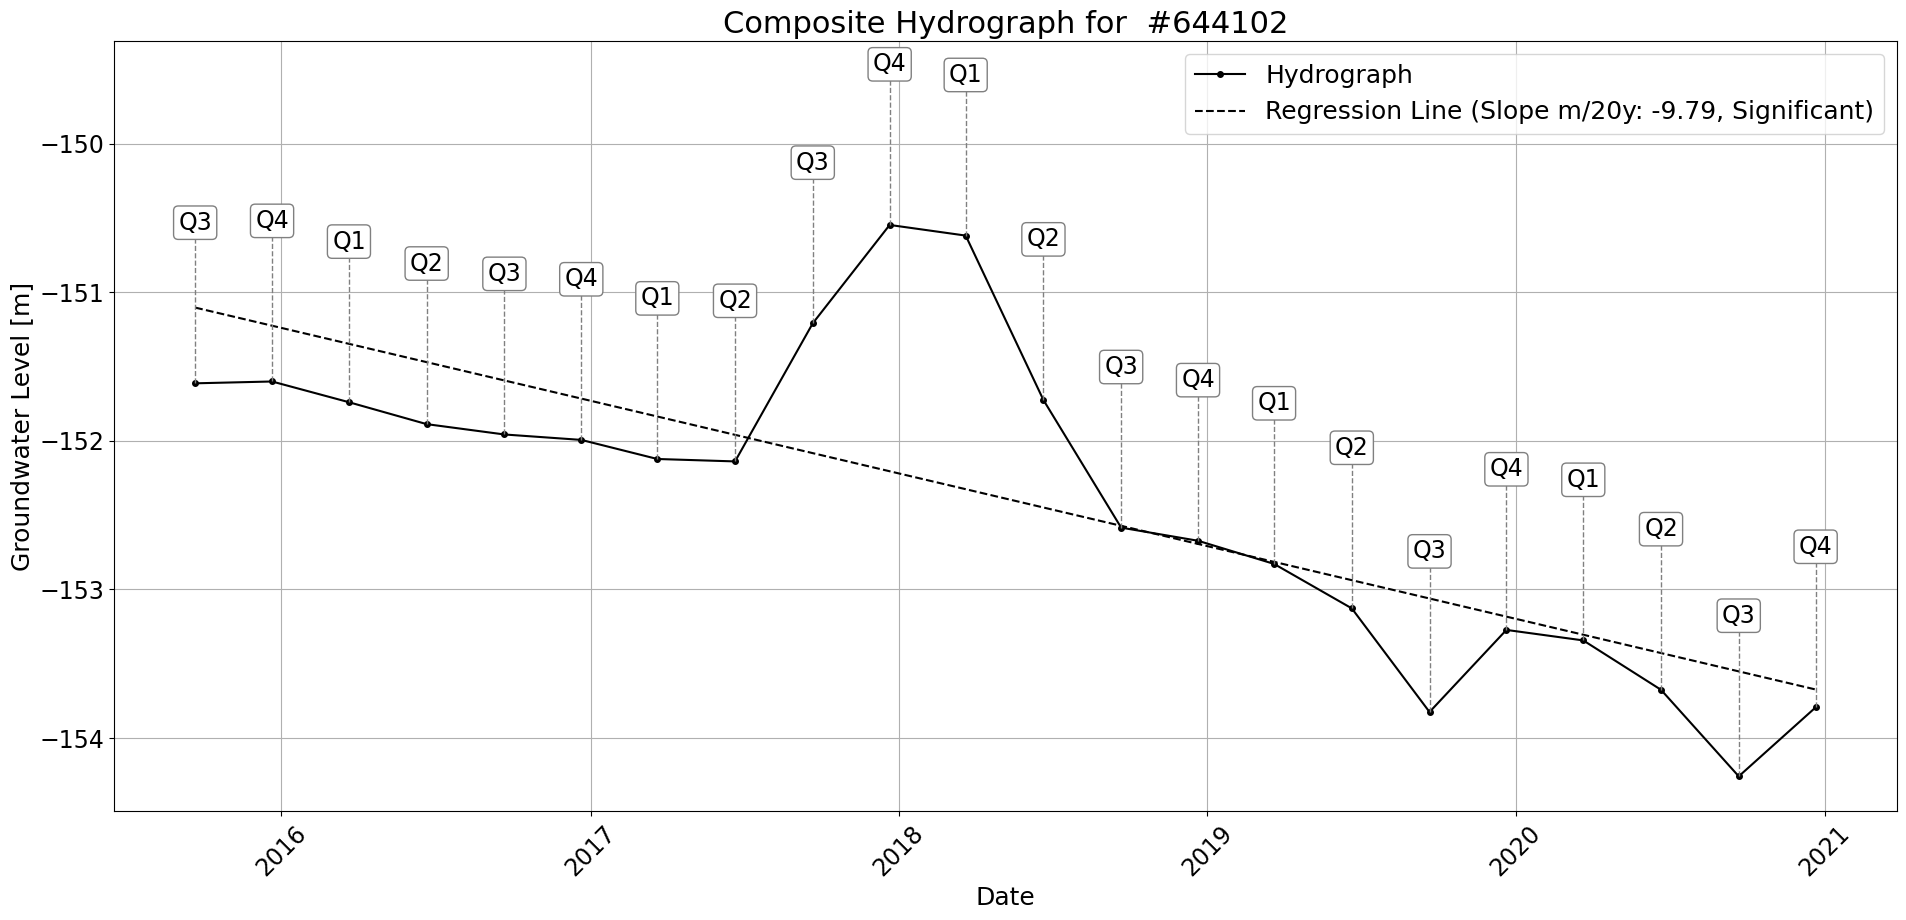 Composite Hydrograph for  #644102
Hydrograph
Regression Line (Slope m/20y: -9.79, Significant)
Q3
Q4
Q1
Q2
Q3
Q4
Q1
Q2
Q3
Q4
Q1
Q2
Q3
Q4
Q1
Q2
Q3
Q4
Q1
Q2
Q3
Q4
Groundwater Level [m]
−150
−151
−152
−153
−154
2016
2017
2018
2019
2020
2021
Date